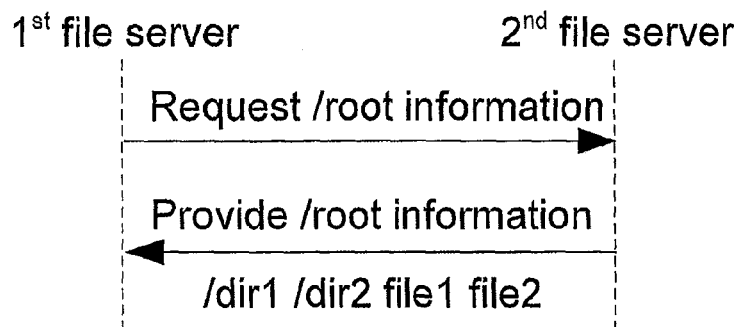 1st file server
2nd file server
Request /root information
Provide /root information
/dir1 /dir2 file1 file2